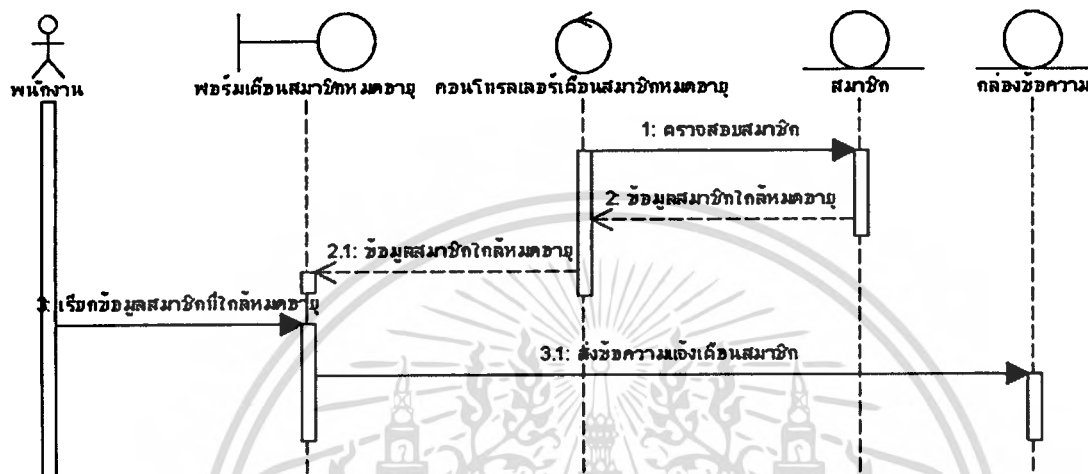 พนักงาน
ฟอร์มเตือนสมาชิกหมดอายุ
คอนโทรลเลอร์เตือนสมาชิกหมดอายุ
สมาชิก
กล่องข้อความ
1: ตรวจสอบสมาชิก
2: ข้อมูลสมาชิกใกล้หมดอายุ
2.1: ข้อมูลสมาชิกใกล้หมดอายุ
3: เรียกข้อมูลสมาชิกที่ใกล้หมดอายุ
3.1: ส่งข้อความแจ้งเตือนสมาชิก